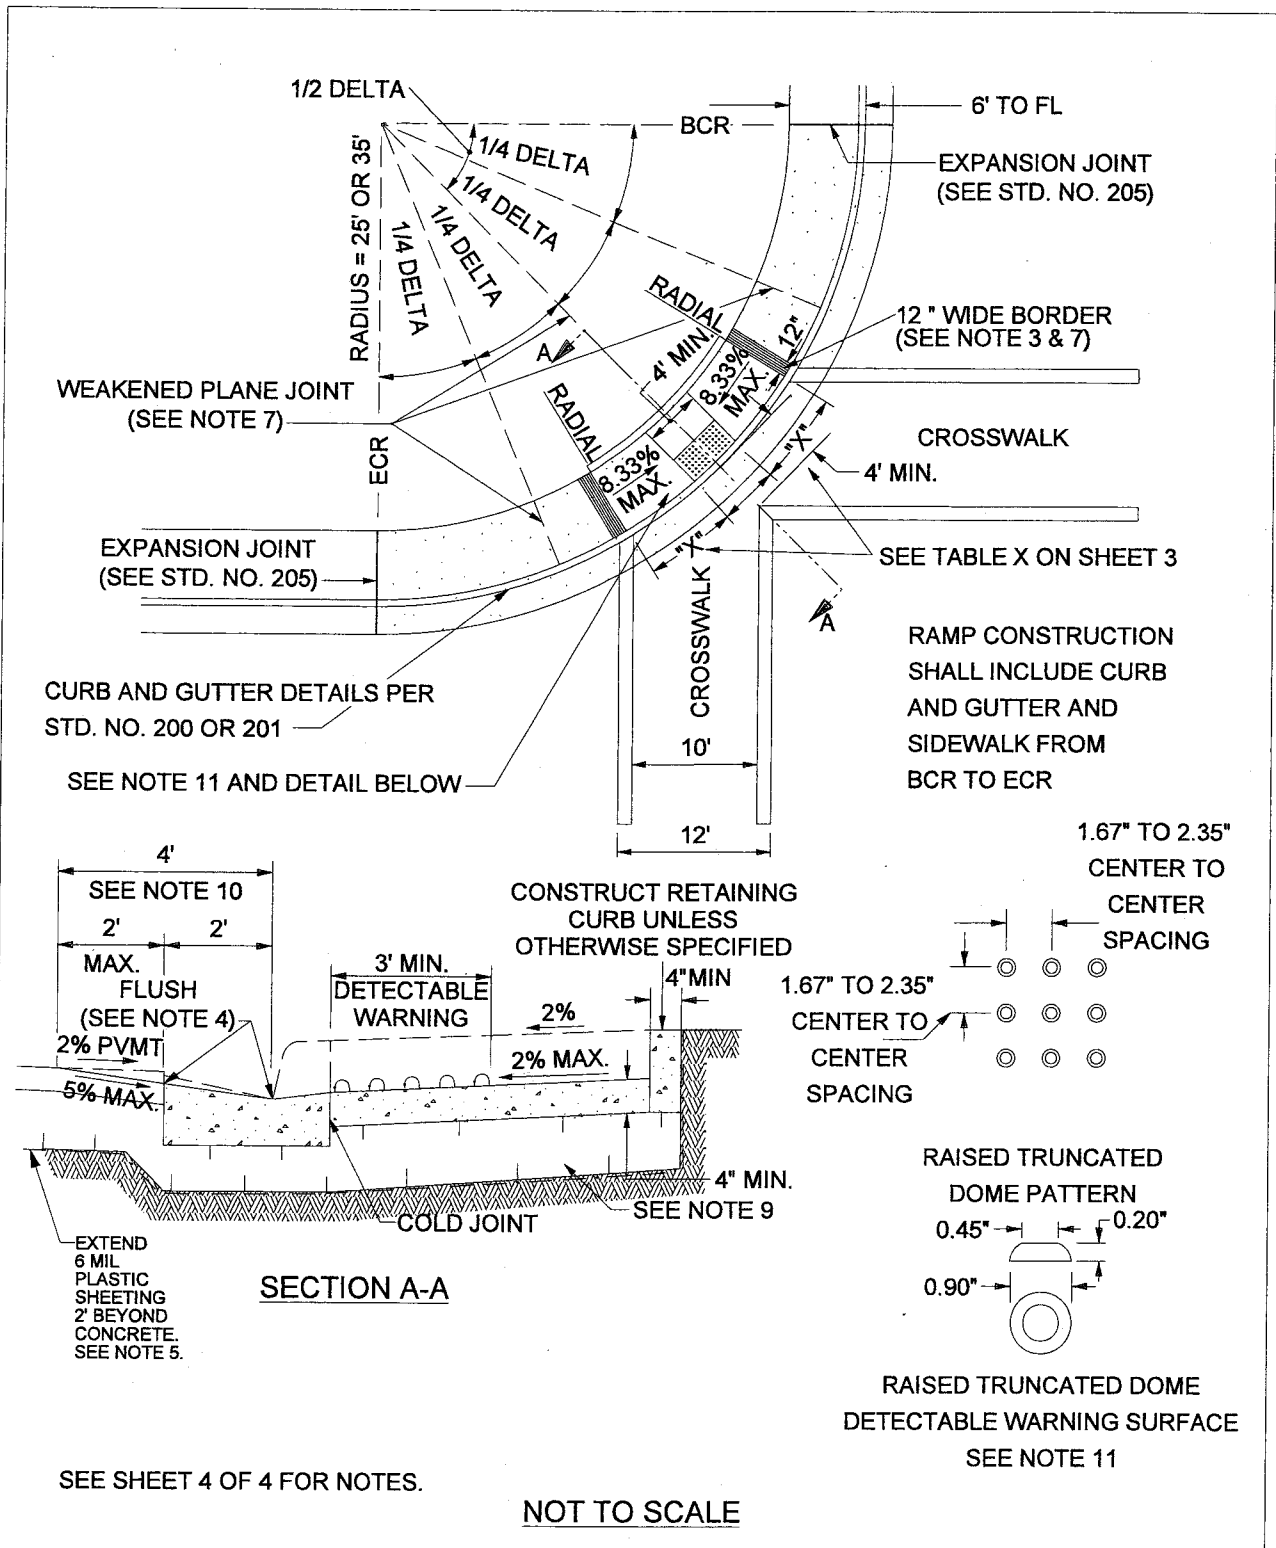 1/2 DELTA
BCR
6' TO FL
1/4 DELTA
1/4 DELTA
1/4 DELTA
1/4 DELTA
RADIUS = 25' OR 35'
EXPANSION JOINT
(SEE STD. NO. 205)
RADIAL
12"
12 " WIDE BORDER
(SEE NOTE 3 & 7)
A
4' MIN.
8.33%
MAX.
WEAKENED PLANE JOINT
(SEE NOTE 7)
RADIAL
ECR
"X"
CROSSWALK
4' MIN.
8.33%
MAX.
EXPANSION JOINT
(SEE STD. NO. 205)
"X"
SEE TABLE X ON SHEET 3
CROSSWALK
A
RAMP CONSTRUCTION
SHALL INCLUDE CURB
AND GUTTER AND
SIDEWALK FROM
BCR TO ECR
CURB AND GUTTER DETAILS PER
STD. NO. 200 OR 201
SEE NOTE 11 AND DETAIL BELOW
10'
12'
4'
SEE NOTE 10
2'
2'
MAX.
FLUSH
(SEE NOTE 4)
2% PVMT
5% MAX.
3' MIN.
DETECTABLE
WARNING
CONSTRUCT RETAINING
CURB UNLESS
OTHERWISE SPECIFIED
4"MIN
2%
2% MAX.
4" MIN.
SEE NOTE 9
COLD JOINT
EXTEND
6 MIL
PLASTIC
SHEETING
2' BEYOND
CONCRETE.
SEE NOTE 5.
SECTION A-A
1.67" TO 2.35"
CENTER TO
CENTER
SPACING
1.67" TO 2.35"
CENTER TO
CENTER
SPACING
RAISED TRUNCATED
DOME PATTERN
0.45"
0.20"
0.90"
RAISED TRUNCATED DOME
DETECTABLE WARNING SURFACE
SEE NOTE 11
SEE SHEET 4 OF 4 FOR NOTES.
NOT TO SCALE